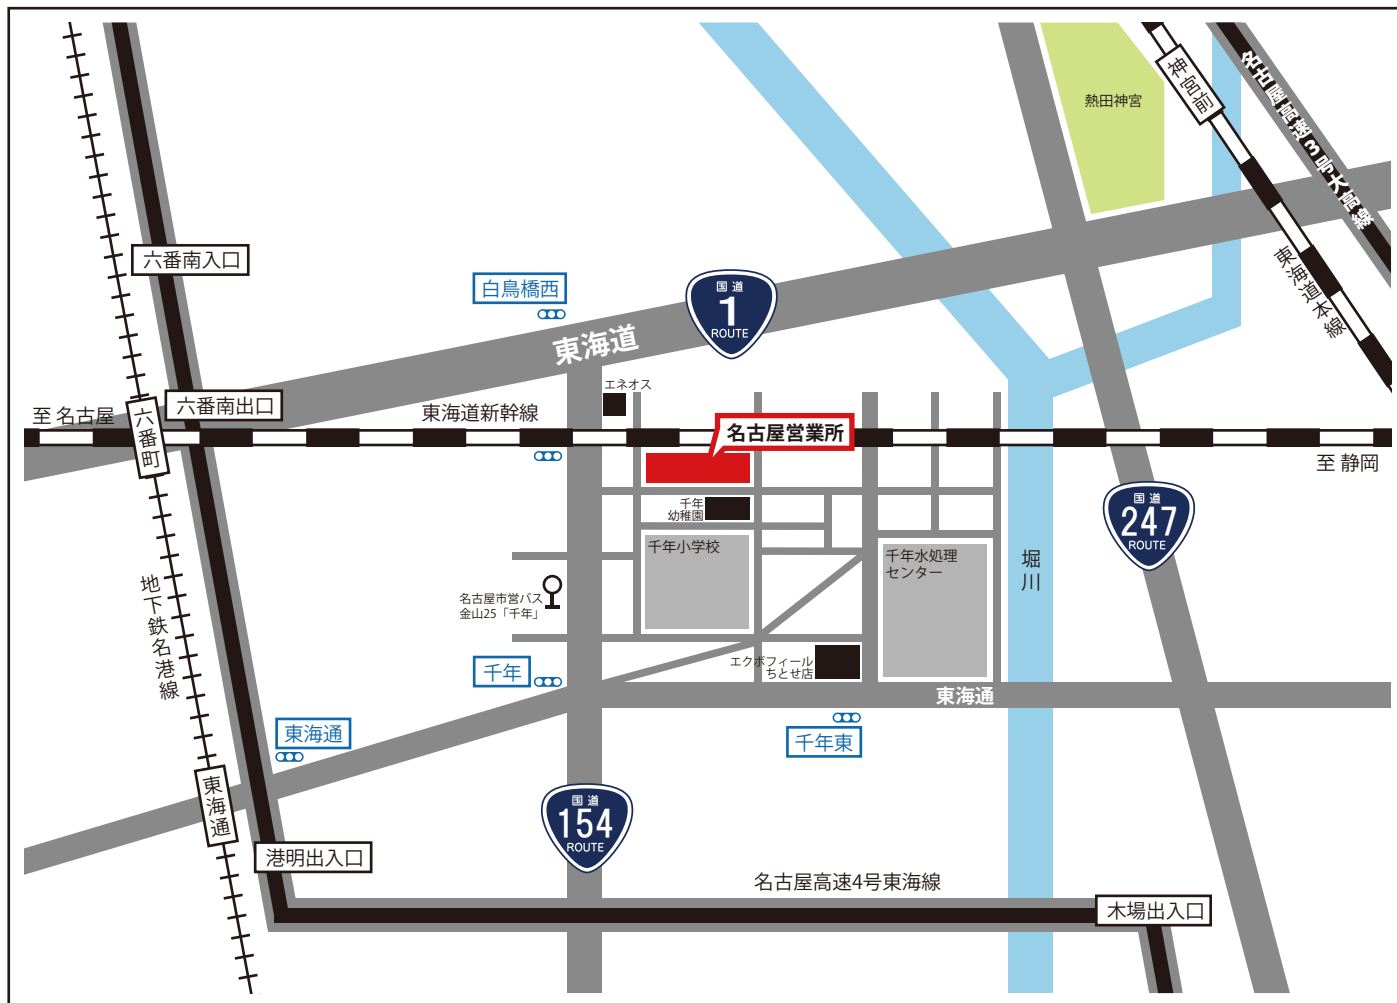 神宮前
名古屋高速3号大高線
熱田神宮
六番南入口
白鳥橋西
国道
1
ROUTE
東海道
東海道本線
エネオス
六番南出口
至 名古屋
六番町
東海道新幹線
名古屋営業所
至 静岡
千年
幼稚園
国道
247
ROUTE
千年小学校
千年水処理
センター
堀川
地下鉄名港線
名古屋市営バス
金山25「千年」
千年
エクボフィール
ちとせ店
東海通
東海通
千年東
東海通
国道
154
ROUTE
港明出入口
名古屋高速4号東海線
木場出入口